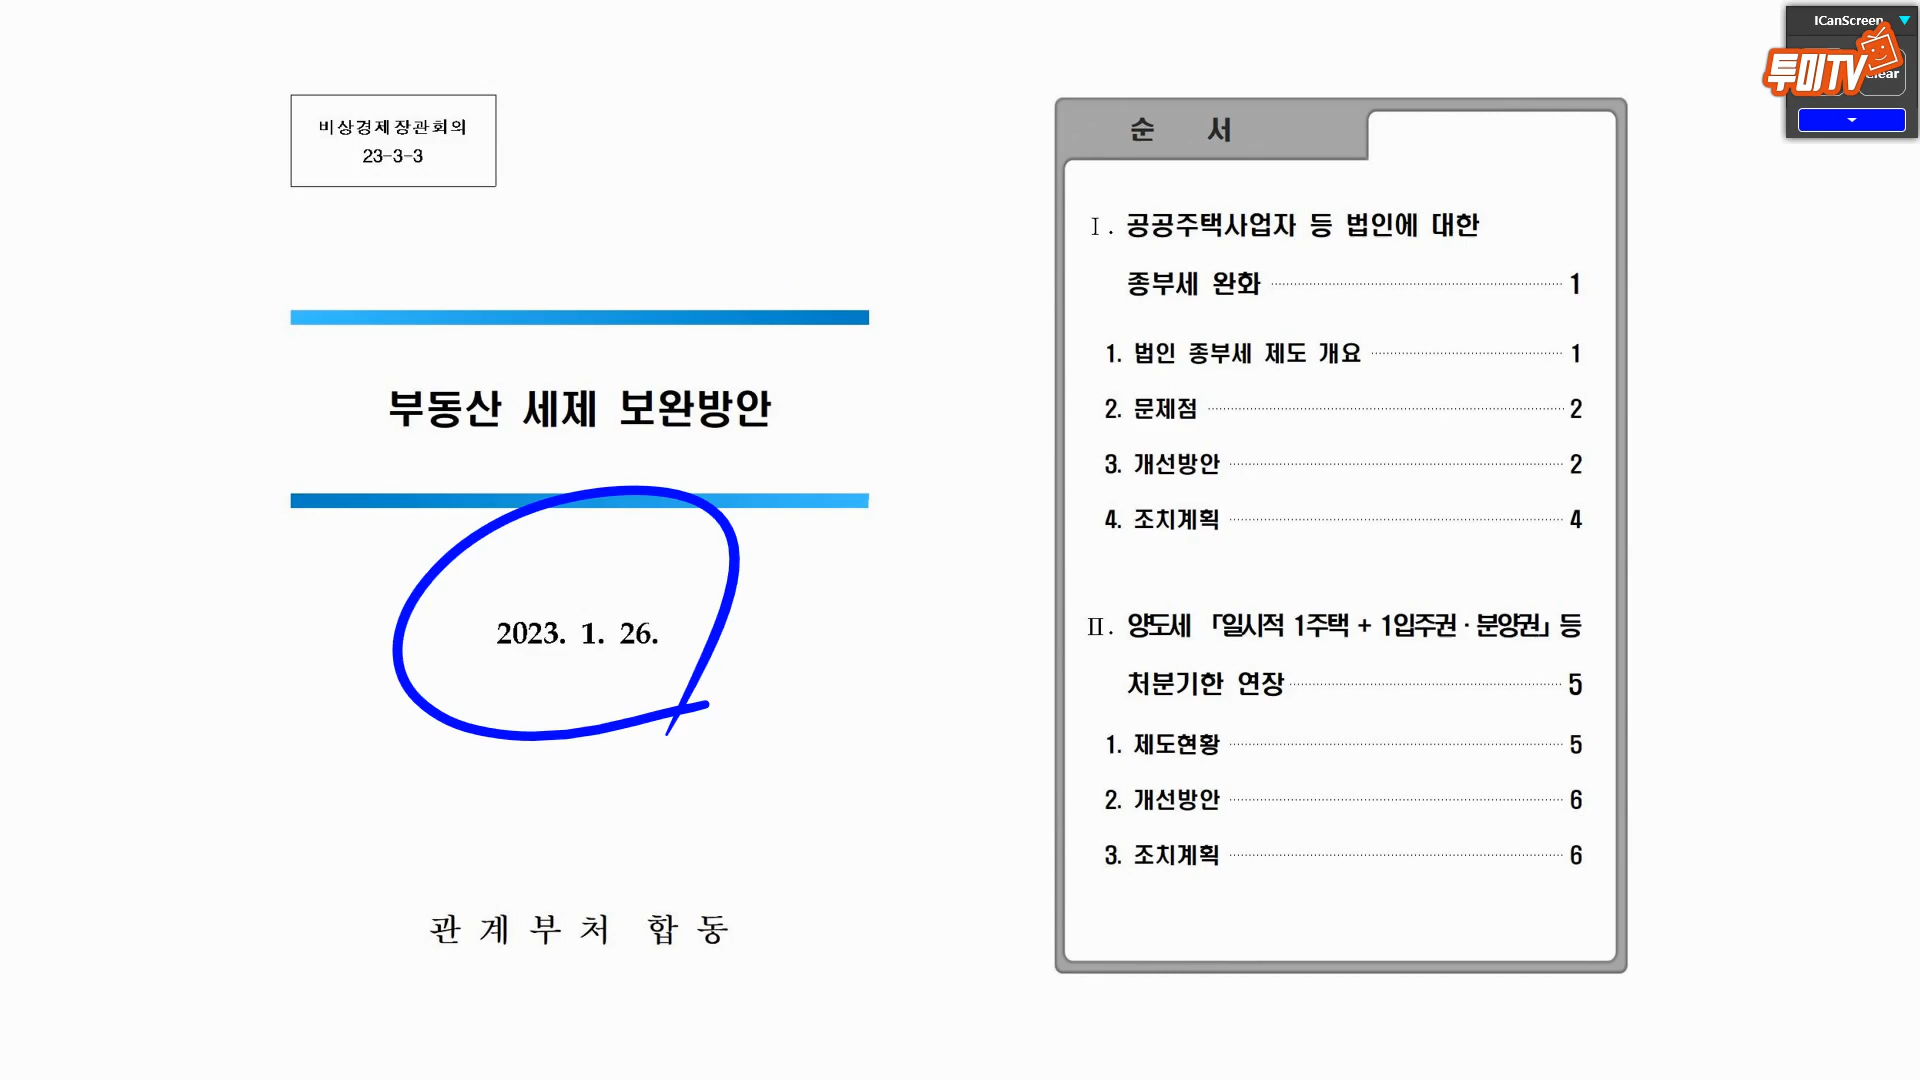 비상경제장관회의
23-3-3
부동산 세제 보완방안
2023. 1. 26.
관계부처 합동
순 서
Ⅰ. 공공주택사업자 등 법인에 대한
종부세 완화 1
1. 법인 종부세 제도 개요 1
2. 문제점 2
3. 개선방안 2
4. 조치계획 4
Ⅱ. 양도세 「일시적 1주택 + 1입주권 · 분양권」 등
처분기한 연장 5
1. 제도현황 5
2. 개선방안 6
3. 조치계획 6
ICanScreen
투미TV